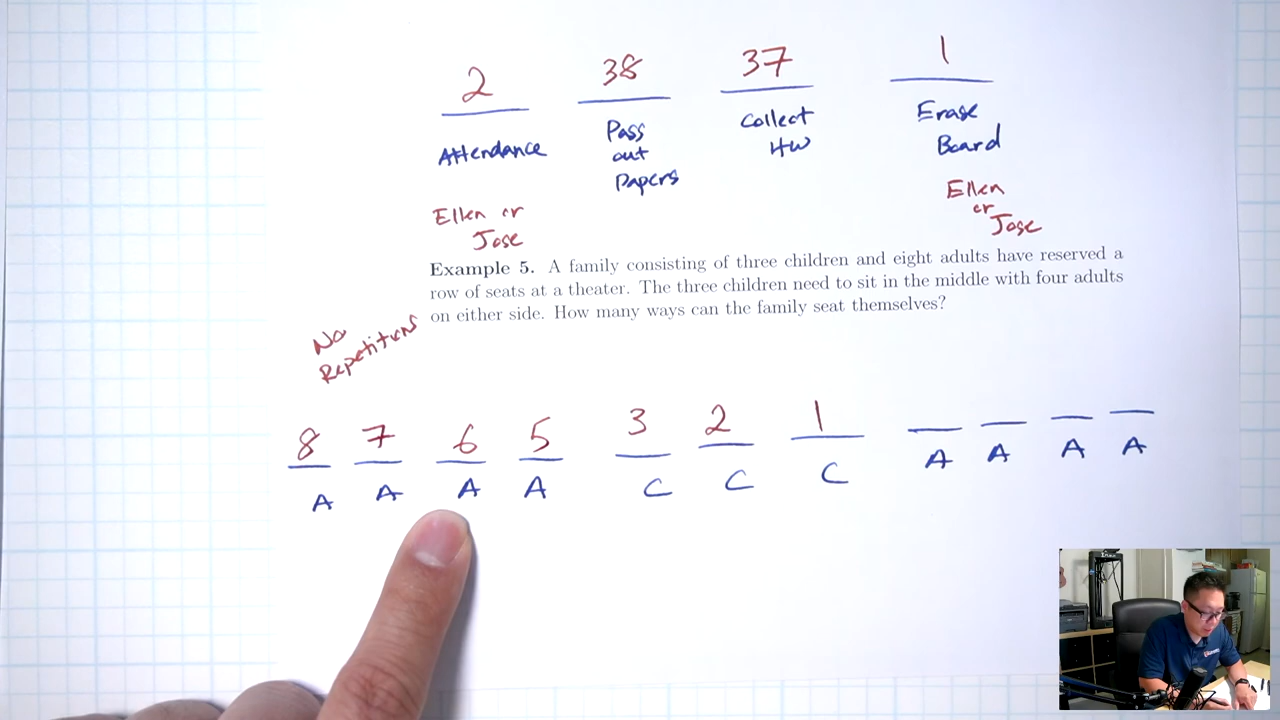 2 38 37 1
Attendance Pass out Papers Collect HW Erase Board
Ellen or Jose Ellen or Jose
Example 5. A family consisting of three children and eight adults have reserved a
row of seats at a theater. The three children need to sit in the middle with four adults
on either side. How many ways can the family seat themselves?
No
Repetitions
8 7 6 5 3 2 1
A A A A C C C A A A A